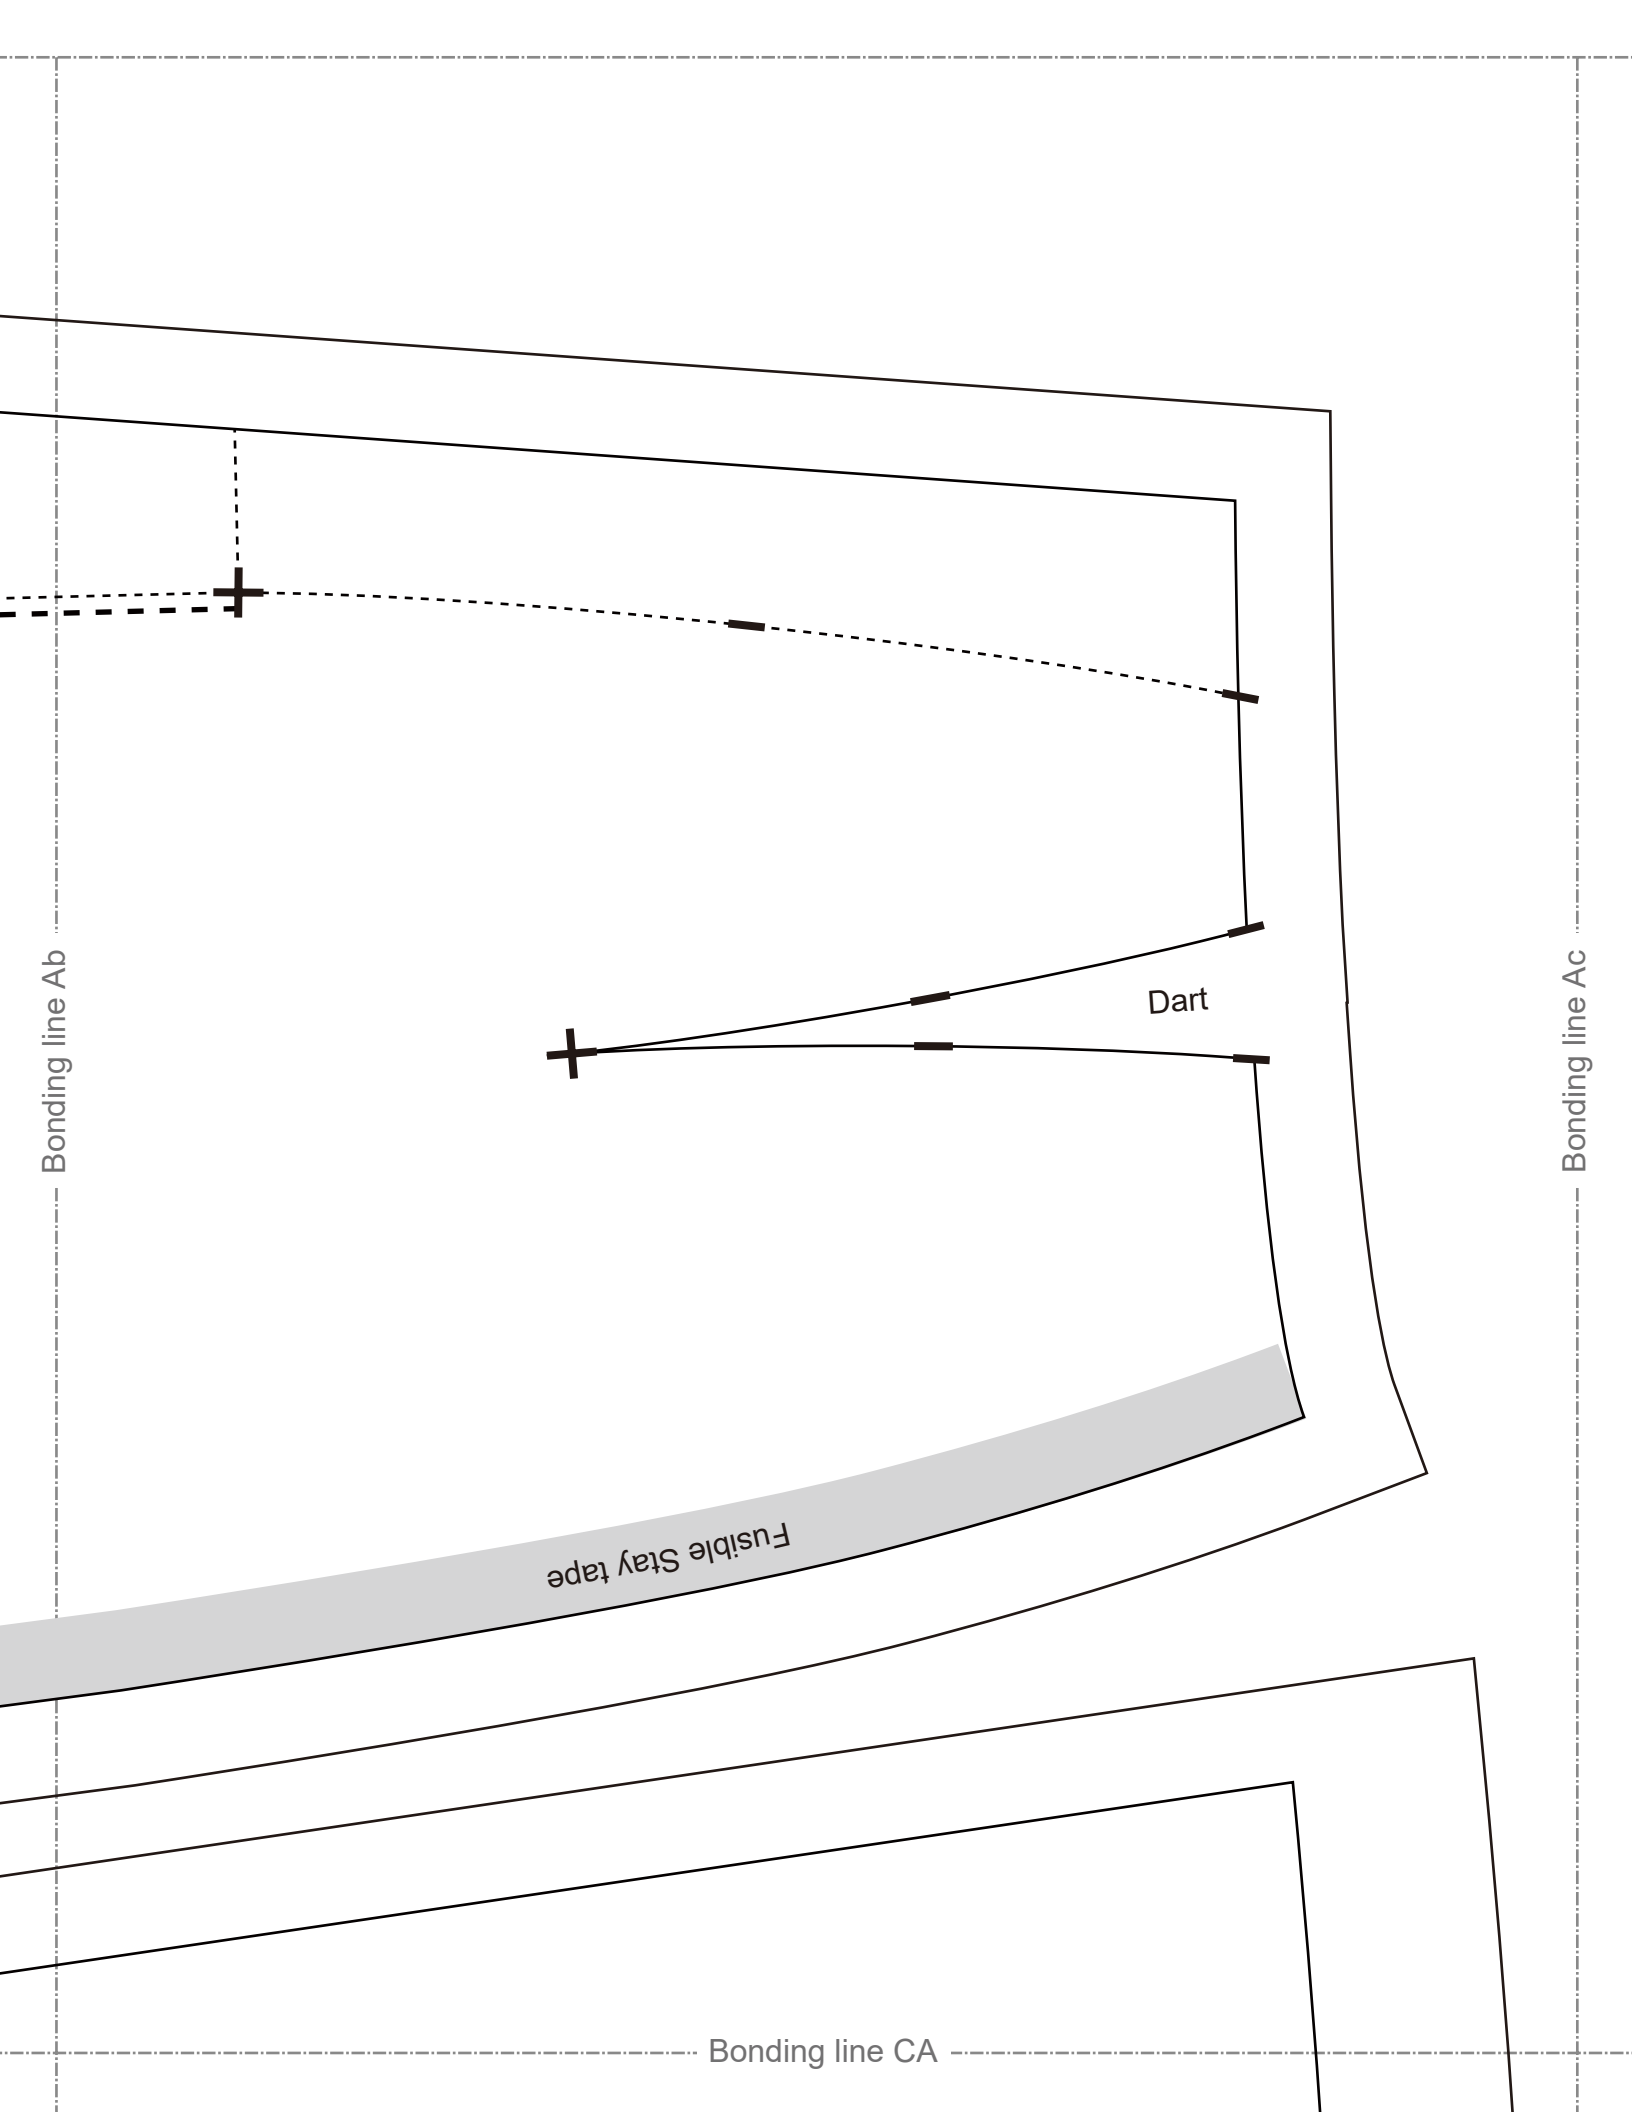 Bonding line Ab
Bonding line Ac
Dart
Fusible Stay tape
Bonding line CA